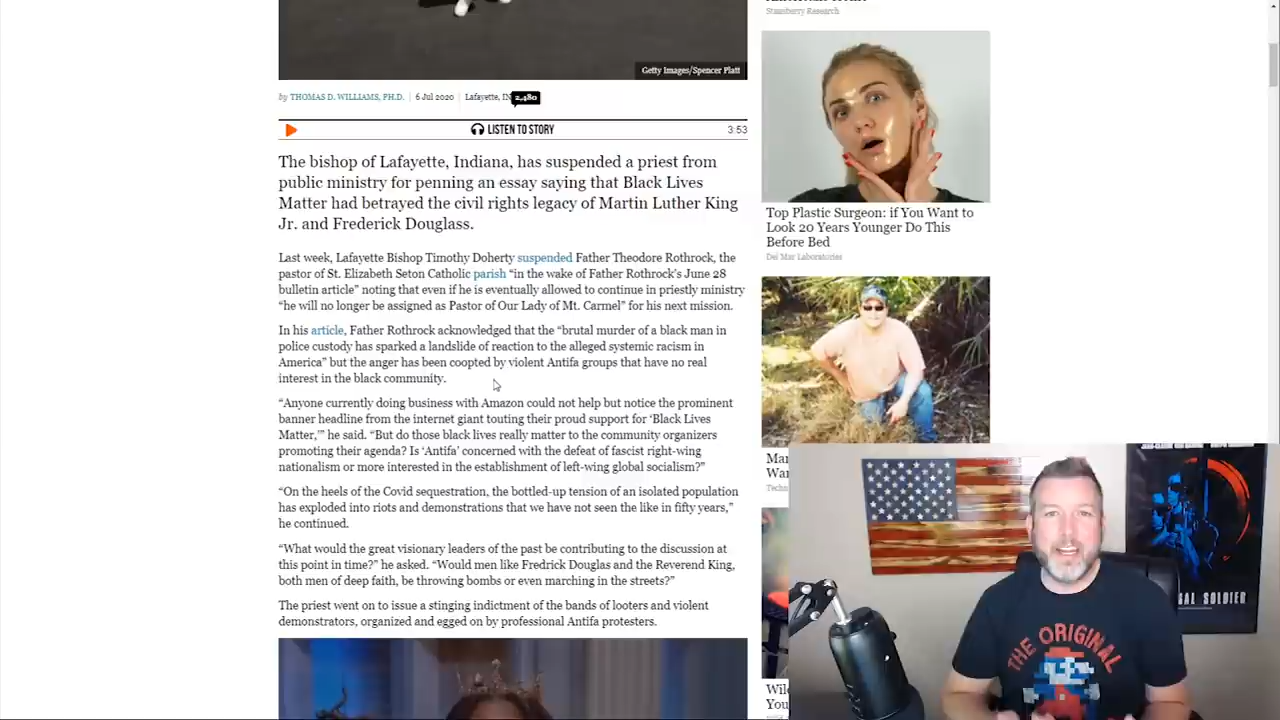 Stansberry Research
Getty Images/Spencer Platt
by THOMAS D. WILLIAMS, PH.D. 6 Jul 2020 Lafayette, IN 2,480
LISTEN TO STORY 3:53
The bishop of Lafayette, Indiana, has suspended a priest from
public ministry for penning an essay saying that Black Lives
Matter had betrayed the civil rights legacy of Martin Luther King
Jr. and Frederick Douglass.
Last week, Lafayette Bishop Timothy Doherty suspended Father Theodore Rothrock, the
pastor of St. Elizabeth Seton Catholic parish “in the wake of Father Rothrock’s June 28
bulletin article” noting that even if he is eventually allowed to continue in priestly ministry
“he will no longer be assigned as Pastor of Our Lady of Mt. Carmel” for his next mission.
In his article, Father Rothrock acknowledged that the “brutal murder of a black man in
police custody has sparked a landslide of reaction to the alleged systemic racism in
America” but the anger has been coopted by violent Antifa groups that have no real
interest in the black community.
“Anyone currently doing business with Amazon could not help but notice the prominent
banner headline from the internet giant touting their proud support for ‘Black Lives
Matter,’” he said. “But do those black lives really matter to the community organizers
promoting their agenda? Is ‘Antifa’ concerned with the defeat of fascist right-wing
nationalism or more interested in the establishment of left-wing global socialism?”
“On the heels of the Covid sequestration, the bottled-up tension of an isolated population
has exploded into riots and demonstrations that we have not seen the like in fifty years,”
he continued.
“What would the great visionary leaders of the past be contributing to the discussion at
this point in time?” he asked. “Would men like Fredrick Douglas and the Reverend King,
both men of deep faith, be throwing bombs or even marching in the streets?”
The priest went on to issue a stinging indictment of the bands of looters and violent
demonstrators, organized and egged on by professional Antifa protesters.
Top Plastic Surgeon: if You Want to
Look 20 Years Younger Do This
Before Bed
Del Mar Laboratories
SOLDIER
THE ORIGINAL